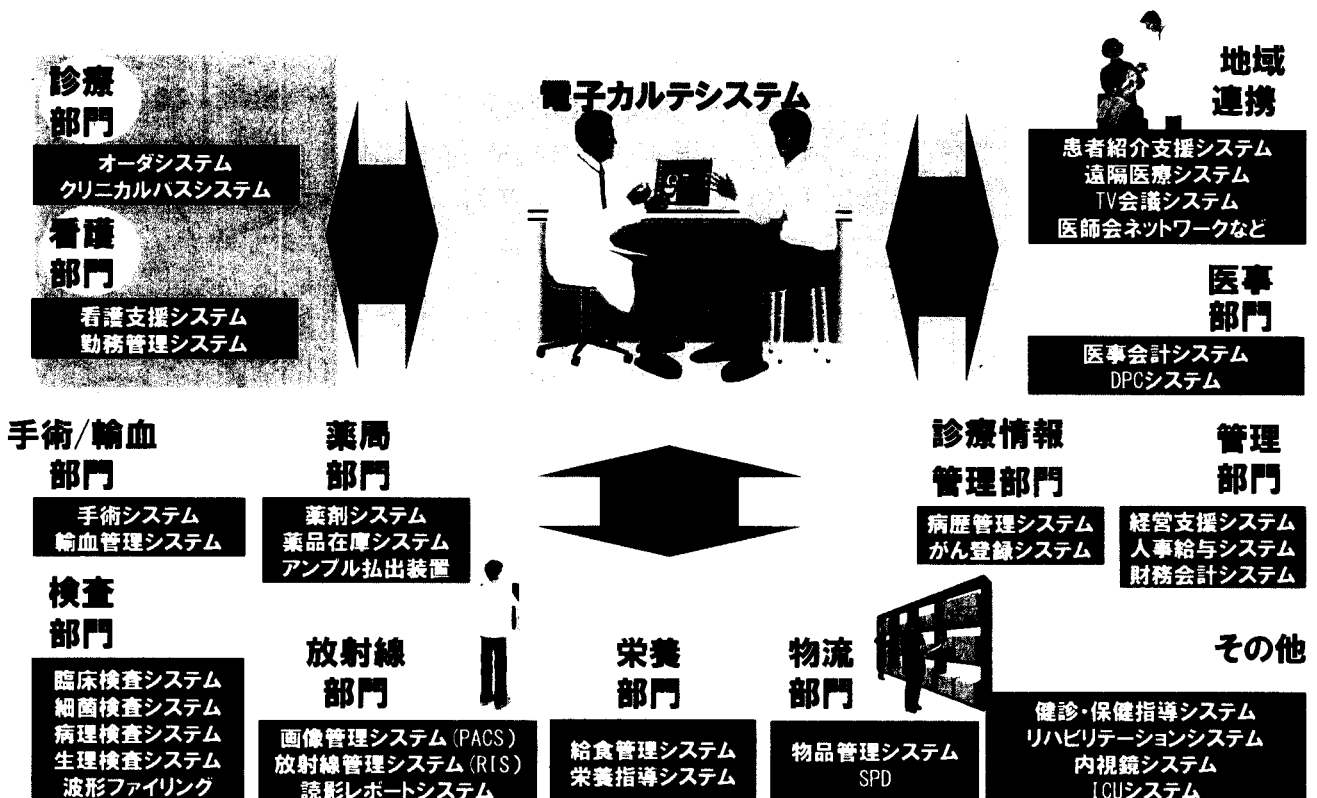 電子カルテシステム
診療
部門
オーダシステム
クリニカルパスシステム
看護
部門
看護支援システム
勤務管理システム
地域
連携
患者紹介支援システム
遠隔医療システム
TV会議システム
医師会ネットワークなど
医事
部門
医事会計システム
DPCシステム
手術/輸血
部門
手術システム
輸血管理システム
薬局
部門
薬剤システム
薬品在庫システム
アンプル払出装置
診療情報
管理部門
病歴管理システム
がん登録システム
管理
部門
経営支援システム
人事給与システム
財務会計システム
検査
部門
臨床検査システム
細菌検査システム
病理検査システム
生理検査システム
波形ファイリング
放射線
部門
画像管理システム(PACS)
放射線管理システム(RIS)
読影レポートシステム
栄養
部門
給食管理システム
栄養指導システム
物流
部門
物品管理システム
SPD
その他
健診・保健指導システム
リハビリテーションシステム
内視鏡システム
ICUシステム